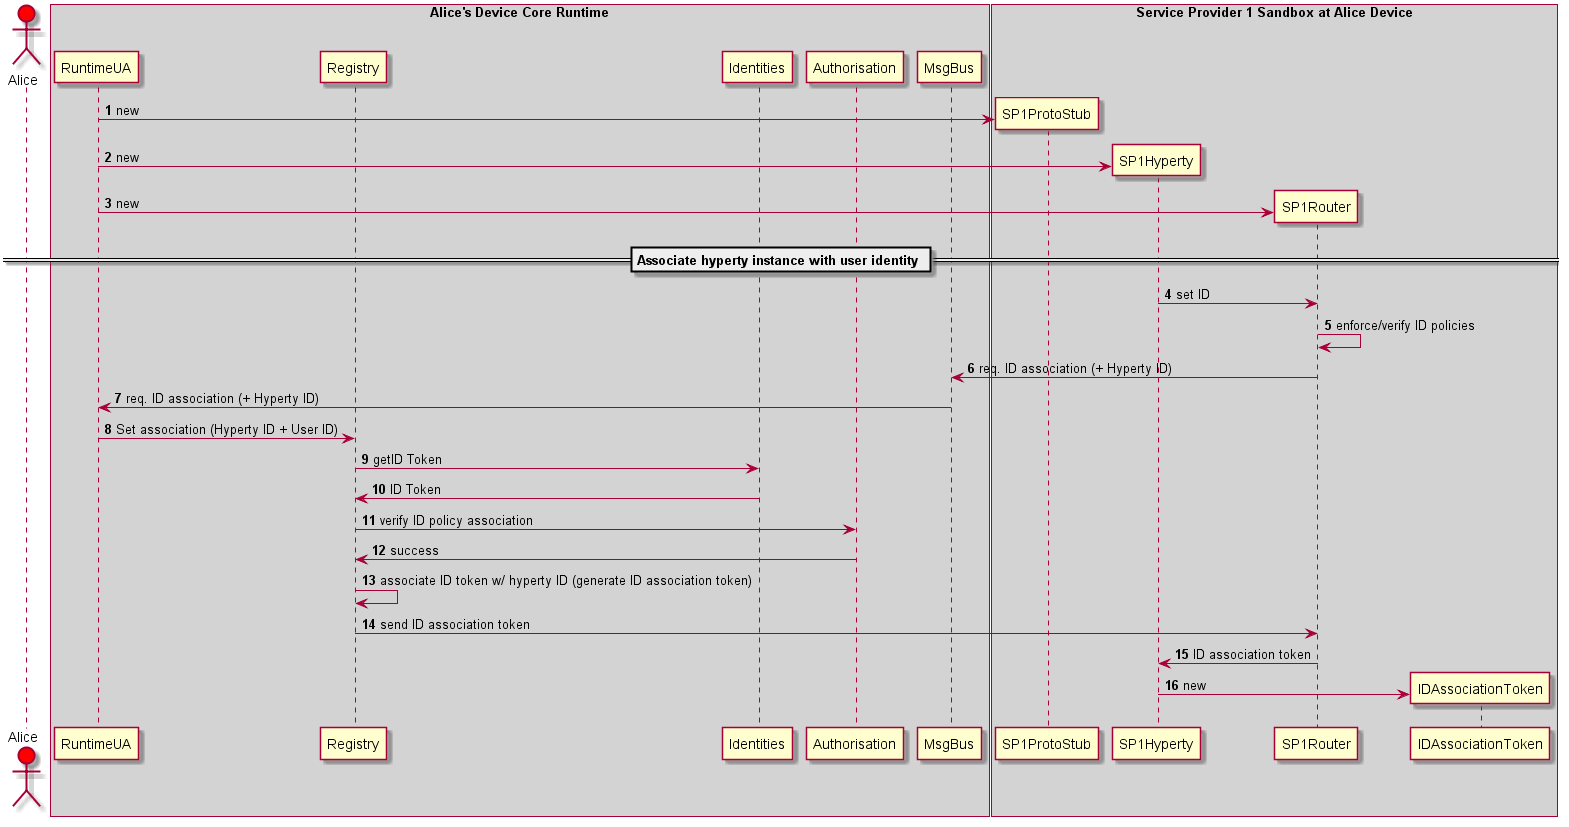 Alice's Device Core Runtime
Service Provider 1 Sandbox at Alice Device
Alice
RuntimeUA
Registry
Identities
Authorisation
MsgBus
1 new
SP1ProtoStub
2 new
SP1Hyperty
3 new
SP1Router
Associate hyperty instance with user identity
4 set ID
5 enforce/verify ID policies
6 req. ID association (+ Hyperty ID)
7 req. ID association (+ Hyperty ID)
8 Set association (Hyperty ID + User ID)
9 getID Token
10 ID Token
11 verify ID policy association
12 success
13 associate ID token w/ hyperty ID (generate ID association token)
14 send ID association token
15 ID association token
16 new
IDAssociationToken
Alice
RuntimeUA
Registry
Identities
Authorisation
MsgBus
SP1ProtoStub
SP1Hyperty
SP1Router
IDAssociationToken